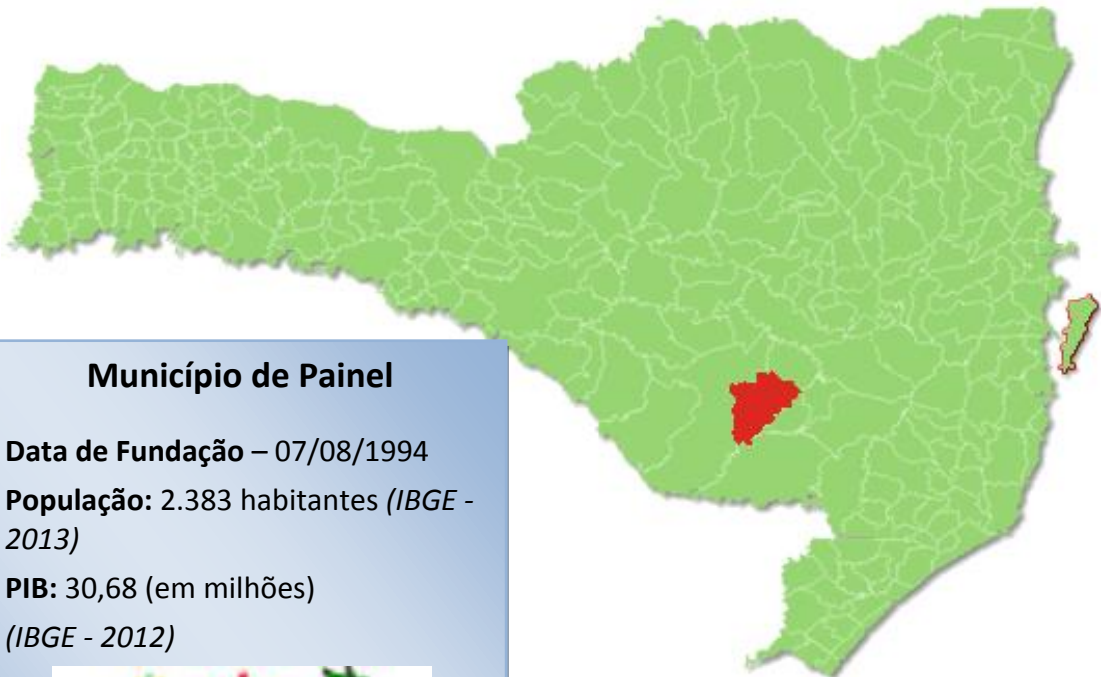 Município de Painel
Data de Fundação – 07/08/1994
População: 2.383 habitantes (IBGE -
2013)
PIB: 30,68 (em milhões)
(IBGE - 2012)